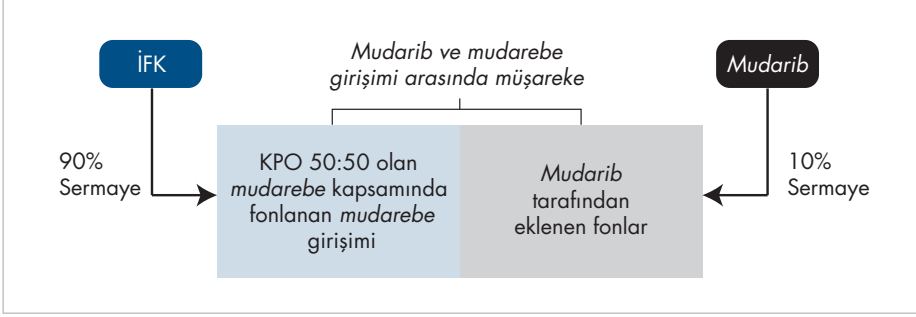 İFK
Mudarib ve mudarebe
girişimi arasında müşareke
Mudarib
90%
Sermaye
KPO 50:50 olan
mudarebe kapsamında
fonlanan mudarebe
girişimi
Mudarib
tarafından
eklenen fonlar
10%
Sermaye